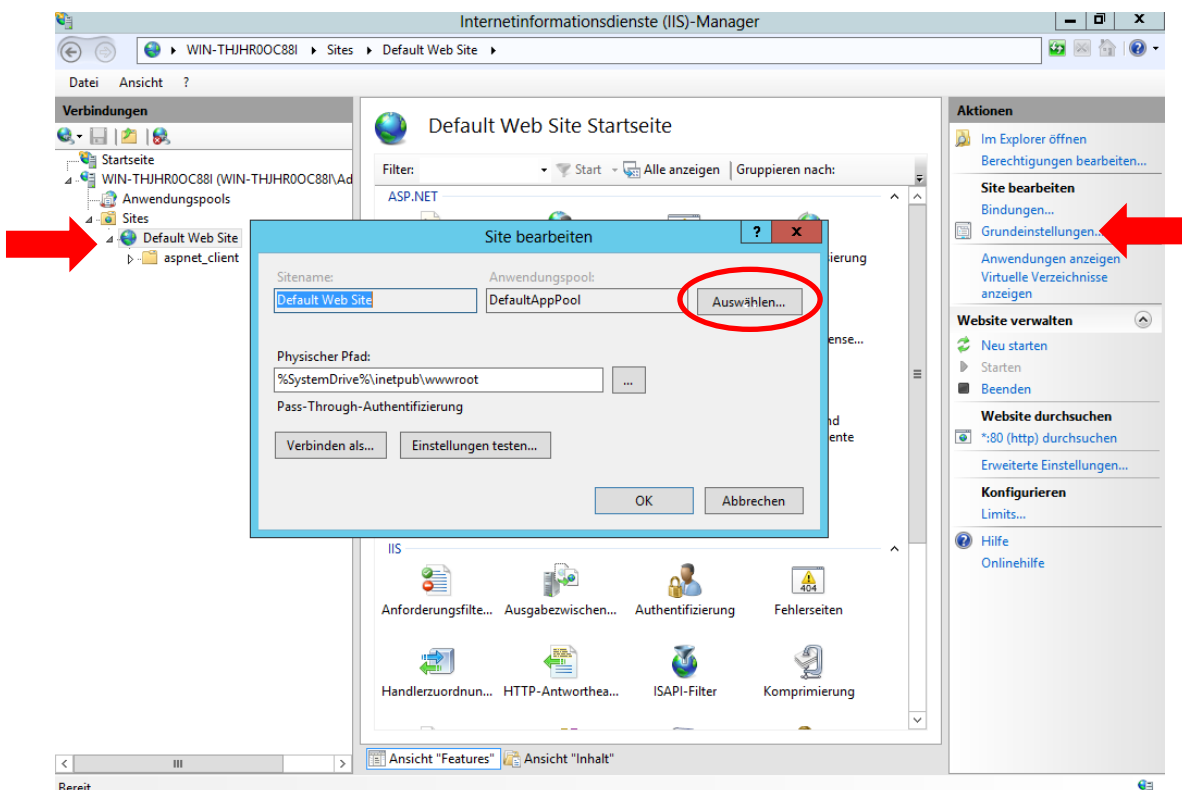 Internetinformationsdienste (IIS)-Manager
WIN-THJHR0OC88I ▸ Sites ▸ Default Web Site ▸
Datei Ansicht ?
Verbindungen
Startseite
WIN-THJHR0OC88I (WIN-THJHR0OC88I\Ad
Anwendungspools
Sites
Default Web Site
aspnet_client
Default Web Site Startseite
Filter: Start Alle anzeigen Gruppieren nach:
ASP.NET
ierung
ense...
nd
ente
Site bearbeiten
? x
Sitename: Anwendungspool:
Default Web Site DefaultAppPool Auswählen...
Physischer Pfad:
%SystemDrive%\inetpub\wwwroot ...
Pass-Through-Authentifizierung
Verbinden als... Einstellungen testen...
OK Abbrechen
IIS
404
Anforderungsfilte... Ausgabezwischen... Authentifizierung Fehlerseiten
Handlerzuordnun... HTTP-Antworthea... ISAPI-Filter Komprimierung
Ansicht "Features" Ansicht "Inhalt"
Aktionen
Im Explorer öffnen
Berechtigungen bearbeiten...
Site bearbeiten
Bindungen...
Grundeinstellungen...
Anwendungen anzeigen
Virtuelle Verzeichnisse
anzeigen
Website verwalten
Neu starten
Starten
Beenden
Website durchsuchen
*:80 (http) durchsuchen
Erweiterte Einstellungen...
Konfigurieren
Limits...
Hilfe
Onlinehilfe
Bereit